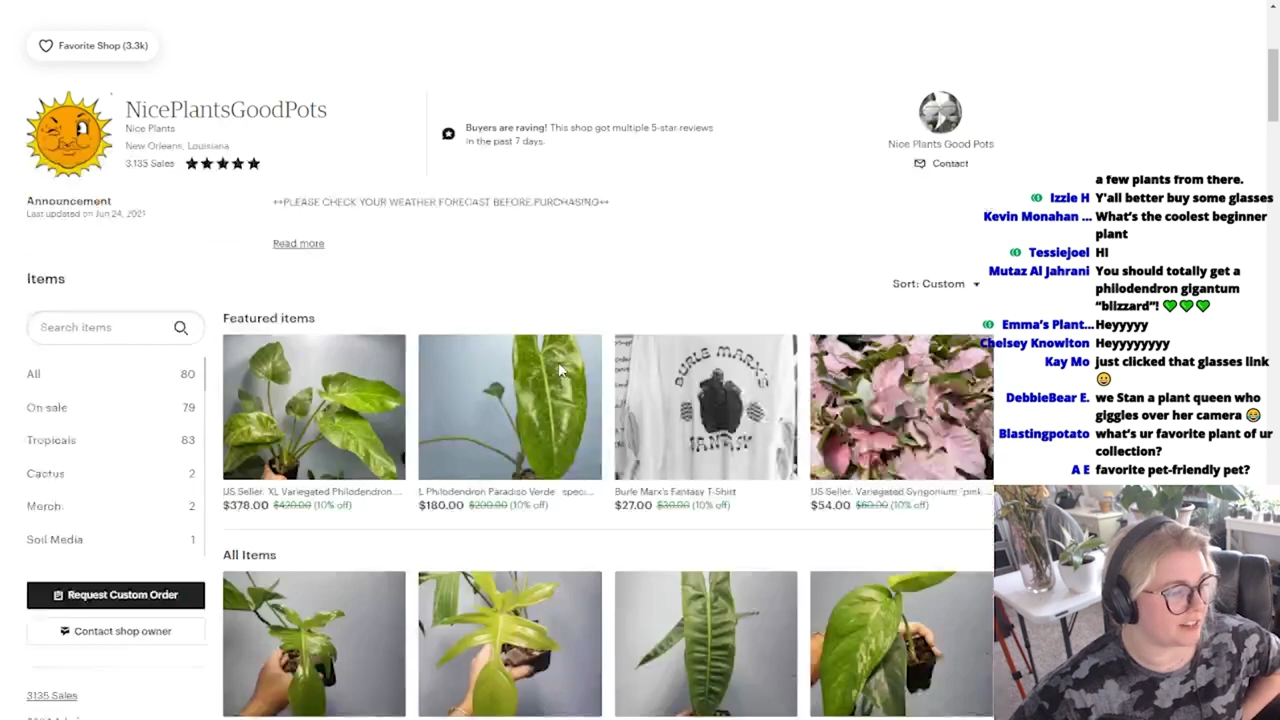 Favorite Shop (3.3k)
NicePlantsGoodPots
Nice Plants
New Orleans, Louisiana
3,135 Sales
Buyers are raving! This shop got multiple 5-star reviews
in the past 7 days.
Nice Plants Good Pots
Contact
Announcement
Last updated on Jun 24, 2021
↔PLEASE CHECK YOUR WEATHER FORECAST BEFORE PURCHASING↔
Read more
Items
Sort: Custom
Search items
All 80
On sale 79
Tropicals 63
Cactus 2
Merch 2
Soil Media 1
Request Custom Order
Contact shop owner
3135 Sales
Featured items
BURLE MARX'S
FANTASY
US Seller. XL Variegated Philodendron...
$378.00 $420.00 (10% off)
L Philodendron Paradiso Verde speci...
$180.00 $200.00 (10% off)
Burle Marx's Fantasy T-Shirt
$27.00 $30.00 (10% off)
US Seller. Variegated Syngonium "pink...
$54.00 $60.00 (10% off)
All Items
a few plants from there.
Izzie H Y'all better buy some glasses
Kevin Monahan ... What's the coolest beginner
plant
Tessiejoel HI
Mutaz Al Jahrani You should totally get a
philodendron gigantum
"blizzard"! 💚💚💚
Emma's Plant... Heyyyyy
Chelsey Knowlton Heyyyyyyyy
Kay Mo just clicked that glasses link
😉
DebbieBear E. we Stan a plant queen who
giggles over her camera 😂
Blastingpotato what's ur favorite plant of ur
collection?
A E favorite pet-friendly pet?